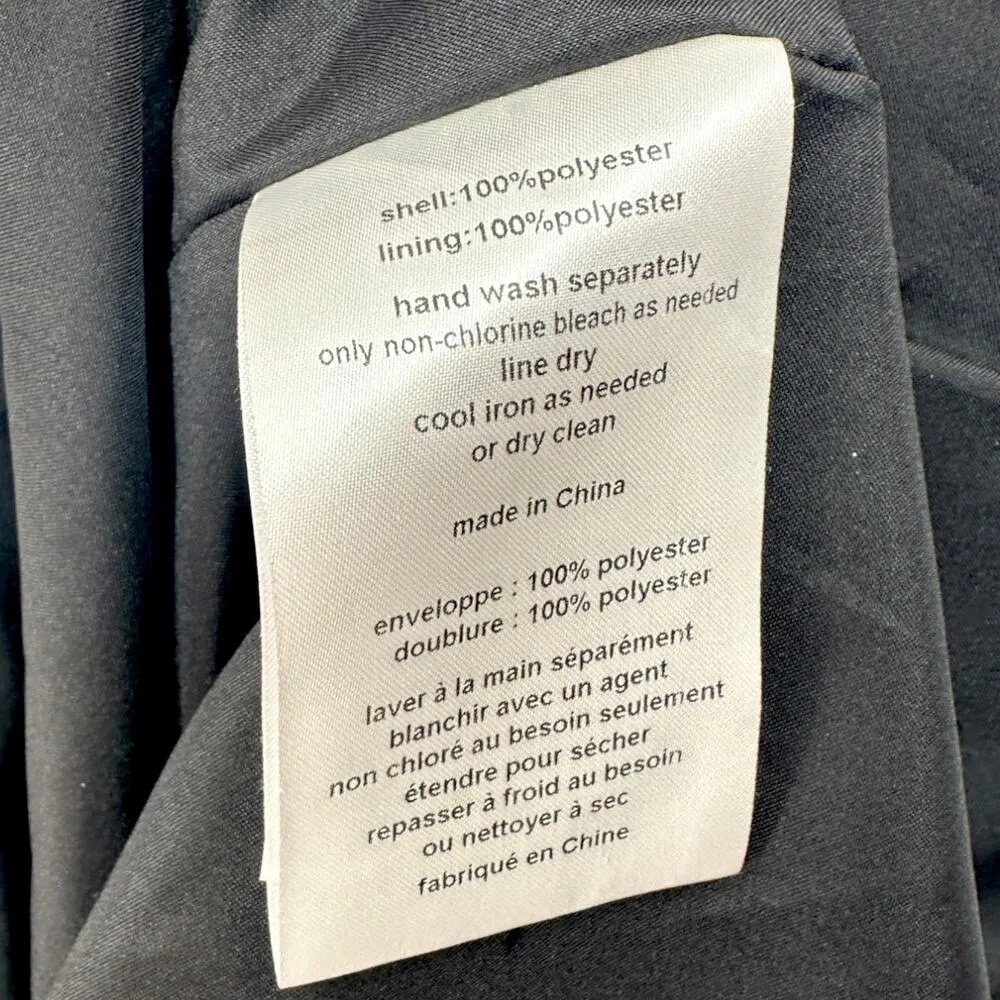 shell:100%polyester
lining:100%polyester
hand wash separately
only non-chlorine bleach as needed
line dry
cool iron as needed
or dry clean
made in China
enveloppe : 100% polyester
doublure : 100% polyester
laver à la main séparément
blanchir avec un agent
non chloré au besoin seulement
étendre pour sécher
repasser à froid au besoin
ou nettoyer à sec
fabriqué en Chine